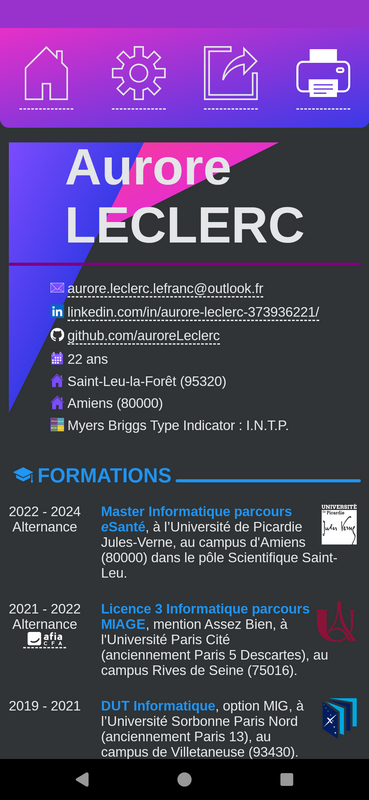 Aurore
LECLERC
aurore.leclerc.lefranc@outlook.fr
linkedin.com/in/aurore-leclerc-373936221/
github.com/auroreLeclerc
22 ans
Saint-Leu-la-Forêt (95320)
Amiens (80000)
Myers Briggs Type Indicator : I.N.T.P.
FORMATIONS
2022 - 2024
Alternance
Master Informatique parcours
eSanté, à l'Université de Picardie
Jules-Verne, au campus d'Amiens
(80000) dans le pôle Scientifique Saint-
Leu.
UNIVERSITÉ
de Picardie
Jules Verne
2021 - 2022
Alternance
afia
CFA
Licence 3 Informatique parcours
MIAGE, mention Assez Bien, à
l'Université Paris Cité
(anciennement Paris 5 Descartes), au
campus Rives de Seine (75016).
2019 - 2021
DUT Informatique, option MIG, à
l'Université Sorbonne Paris Nord
(anciennement Paris 13), au
campus de Villetaneuse (93430).